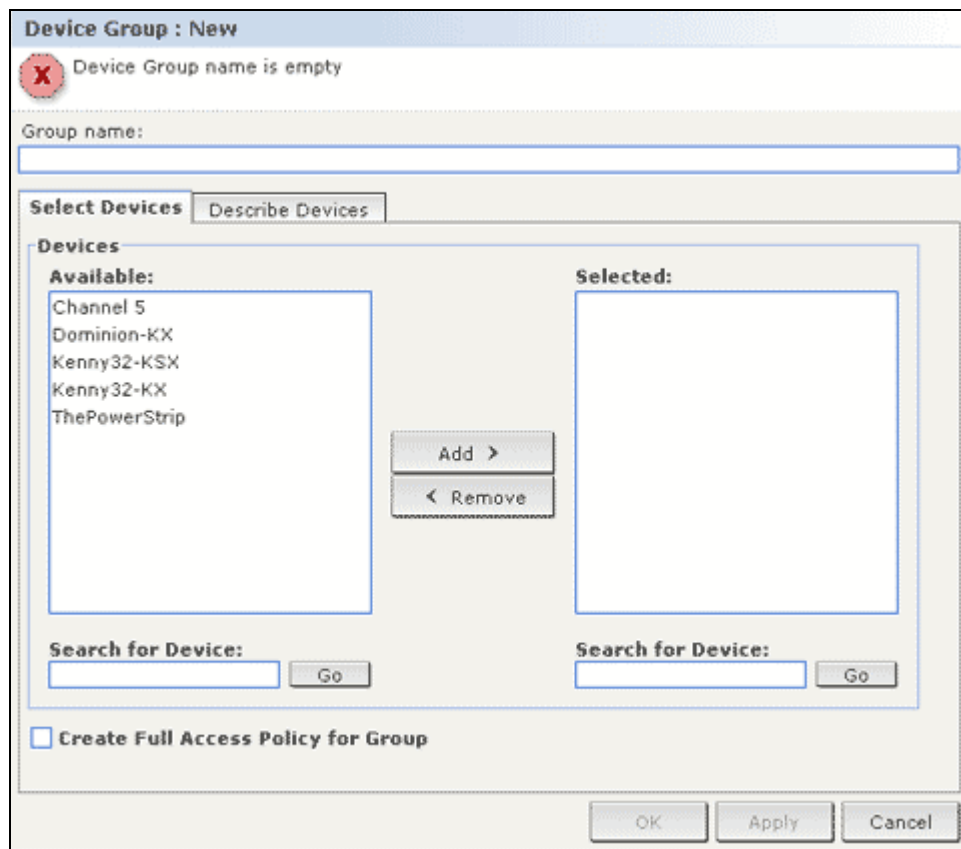 Device Group : New
X
Device Group name is empty
Group name:
Select Devices
Describe Devices
Devices
Available:
Channel 5
Dominion-KX
Kenny32-KSX
Kenny32-KX
ThePowerStrip
Add >
< Remove
Selected:
Search for Device:
Go
Search for Device:
Go
Create Full Access Policy for Group
OK
Apply
Cancel